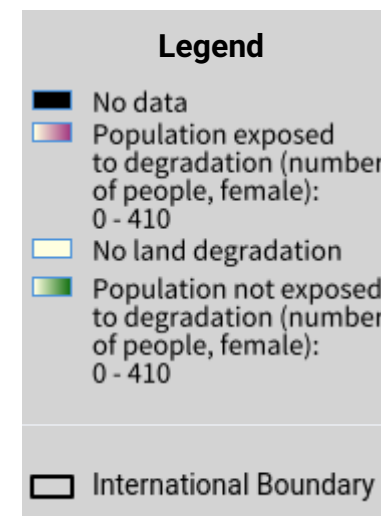 Legend
No data
Population exposed
to degradation (number
of people, female):
0 - 410
No land degradation
Population not exposed
to degradation (number
of people, female):
0 - 410
International Boundary